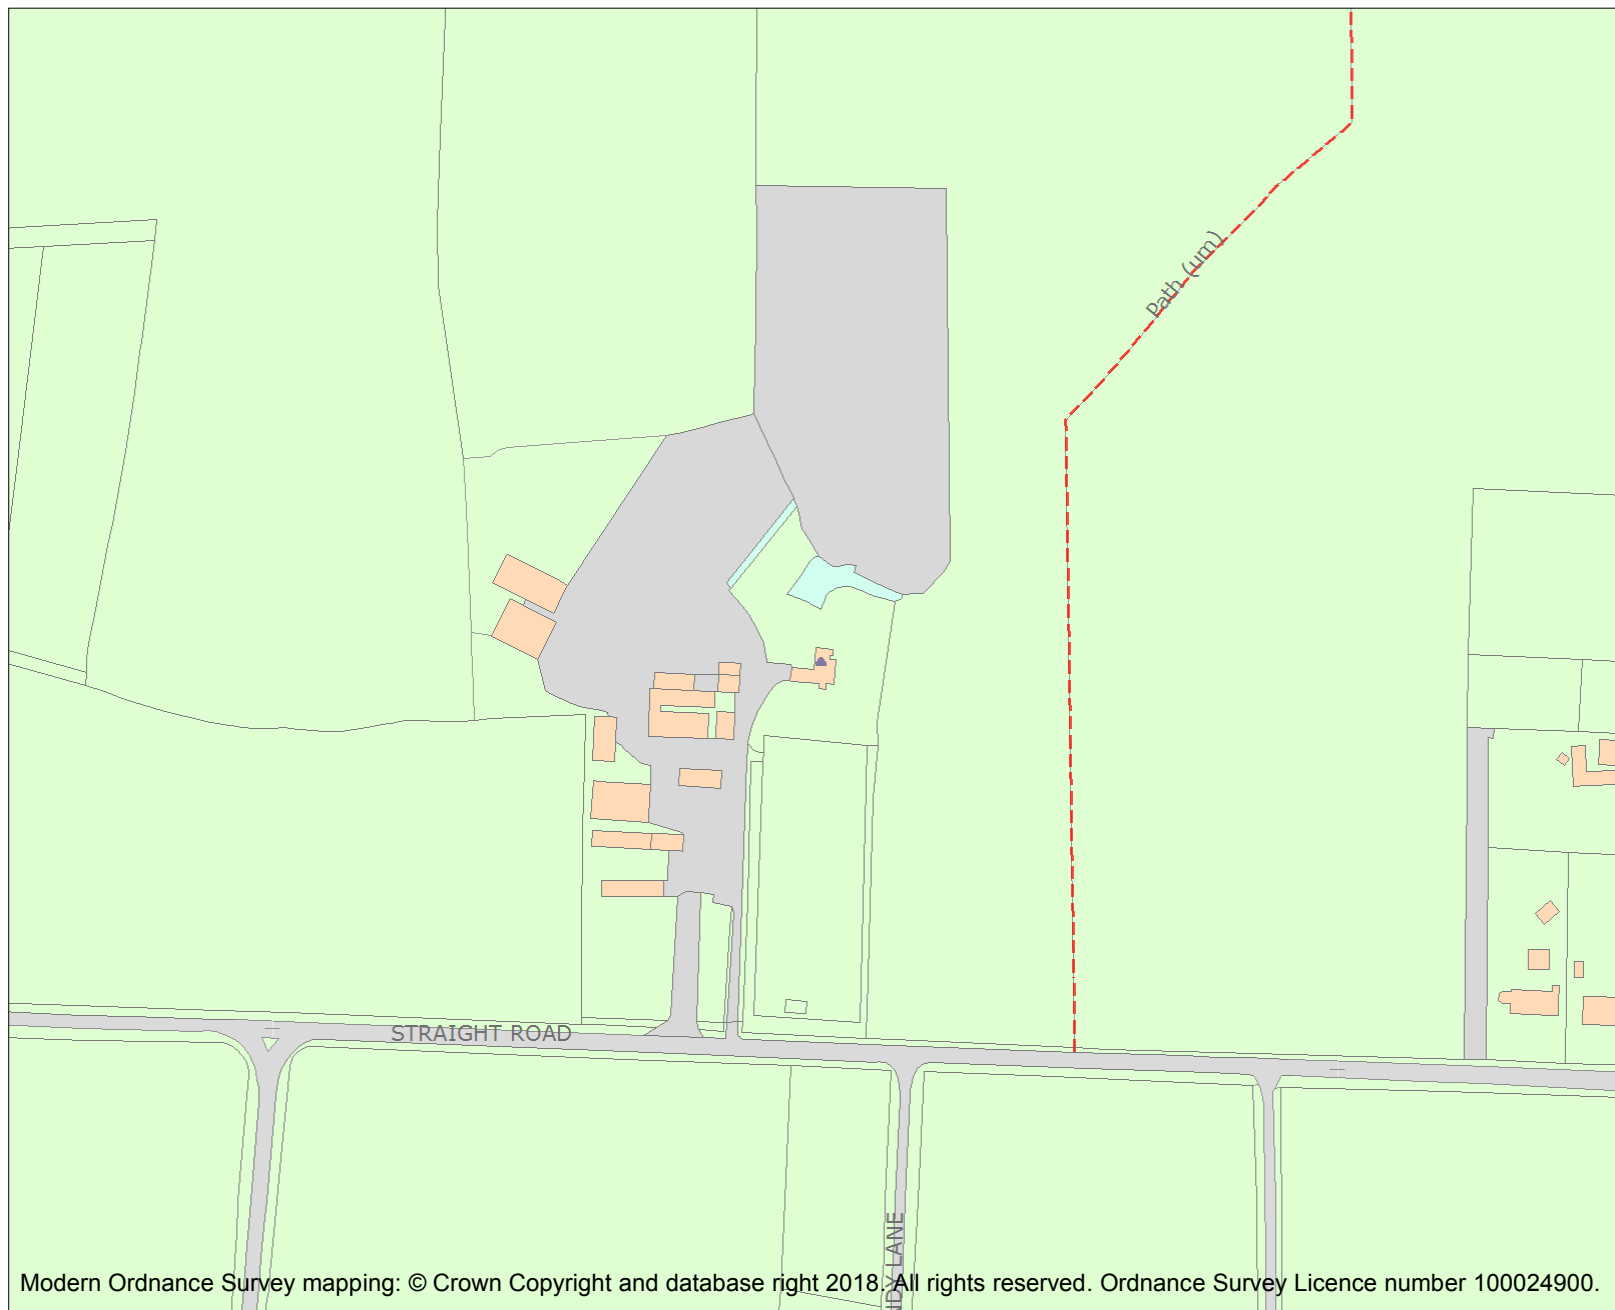 Path (um)
STRAIGHT ROAD
LANE
Modern Ordnance Survey mapping: © Crown Copyright and database right 2018. All rights reserved. Ordnance Survey Licence number 100024900.